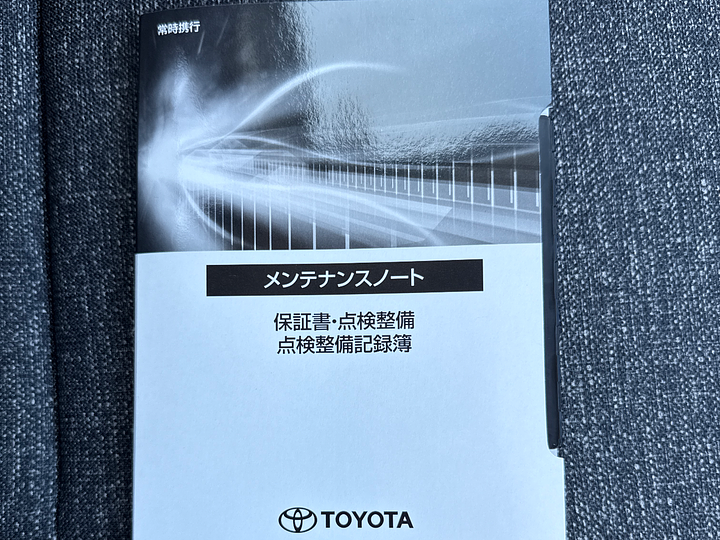 常時携行
メンテナンスノート
保証書・点検整備
点検整備記録簿
TOYOTA